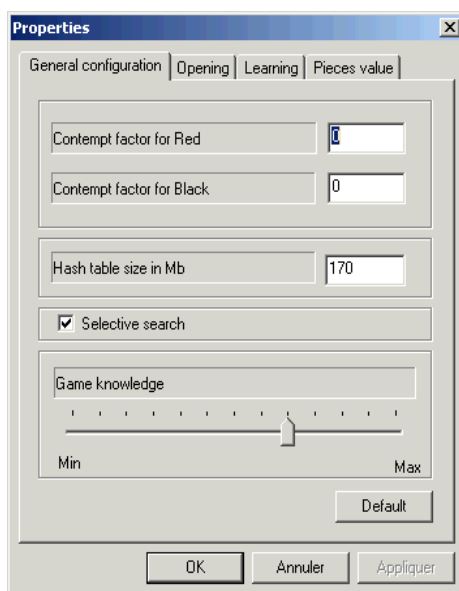 Properties
General configuration Opening Learning Pieces value
Contempt factor for Red 0
Contempt factor for Black 0
Hash table size in Mb 170
Selective search
Game knowledge
Min Max
Default
OK Annuler Appliquer